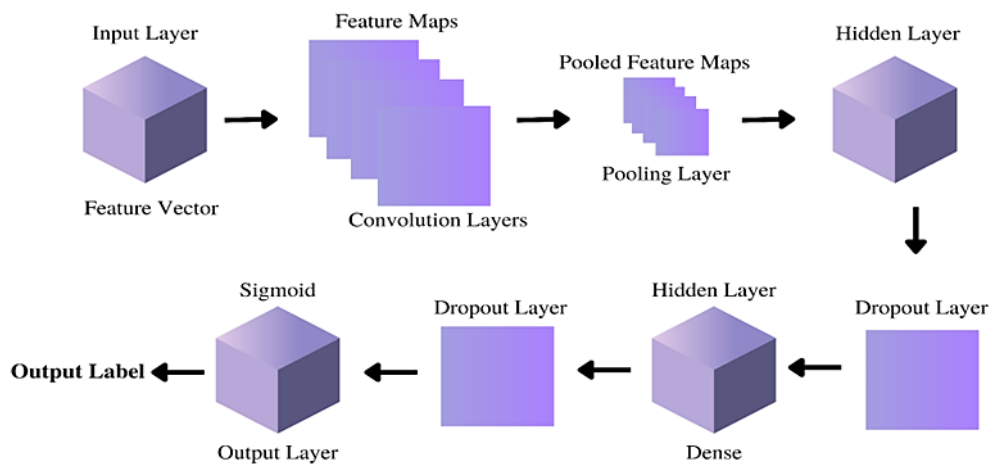 Input Layer
Feature Vector
Feature Maps
Convolution Layers
Pooled Feature Maps
Pooling Layer
Hidden Layer
Dropout Layer
Hidden Layer
Dense
Dropout Layer
Sigmoid
Output Layer
Output Label